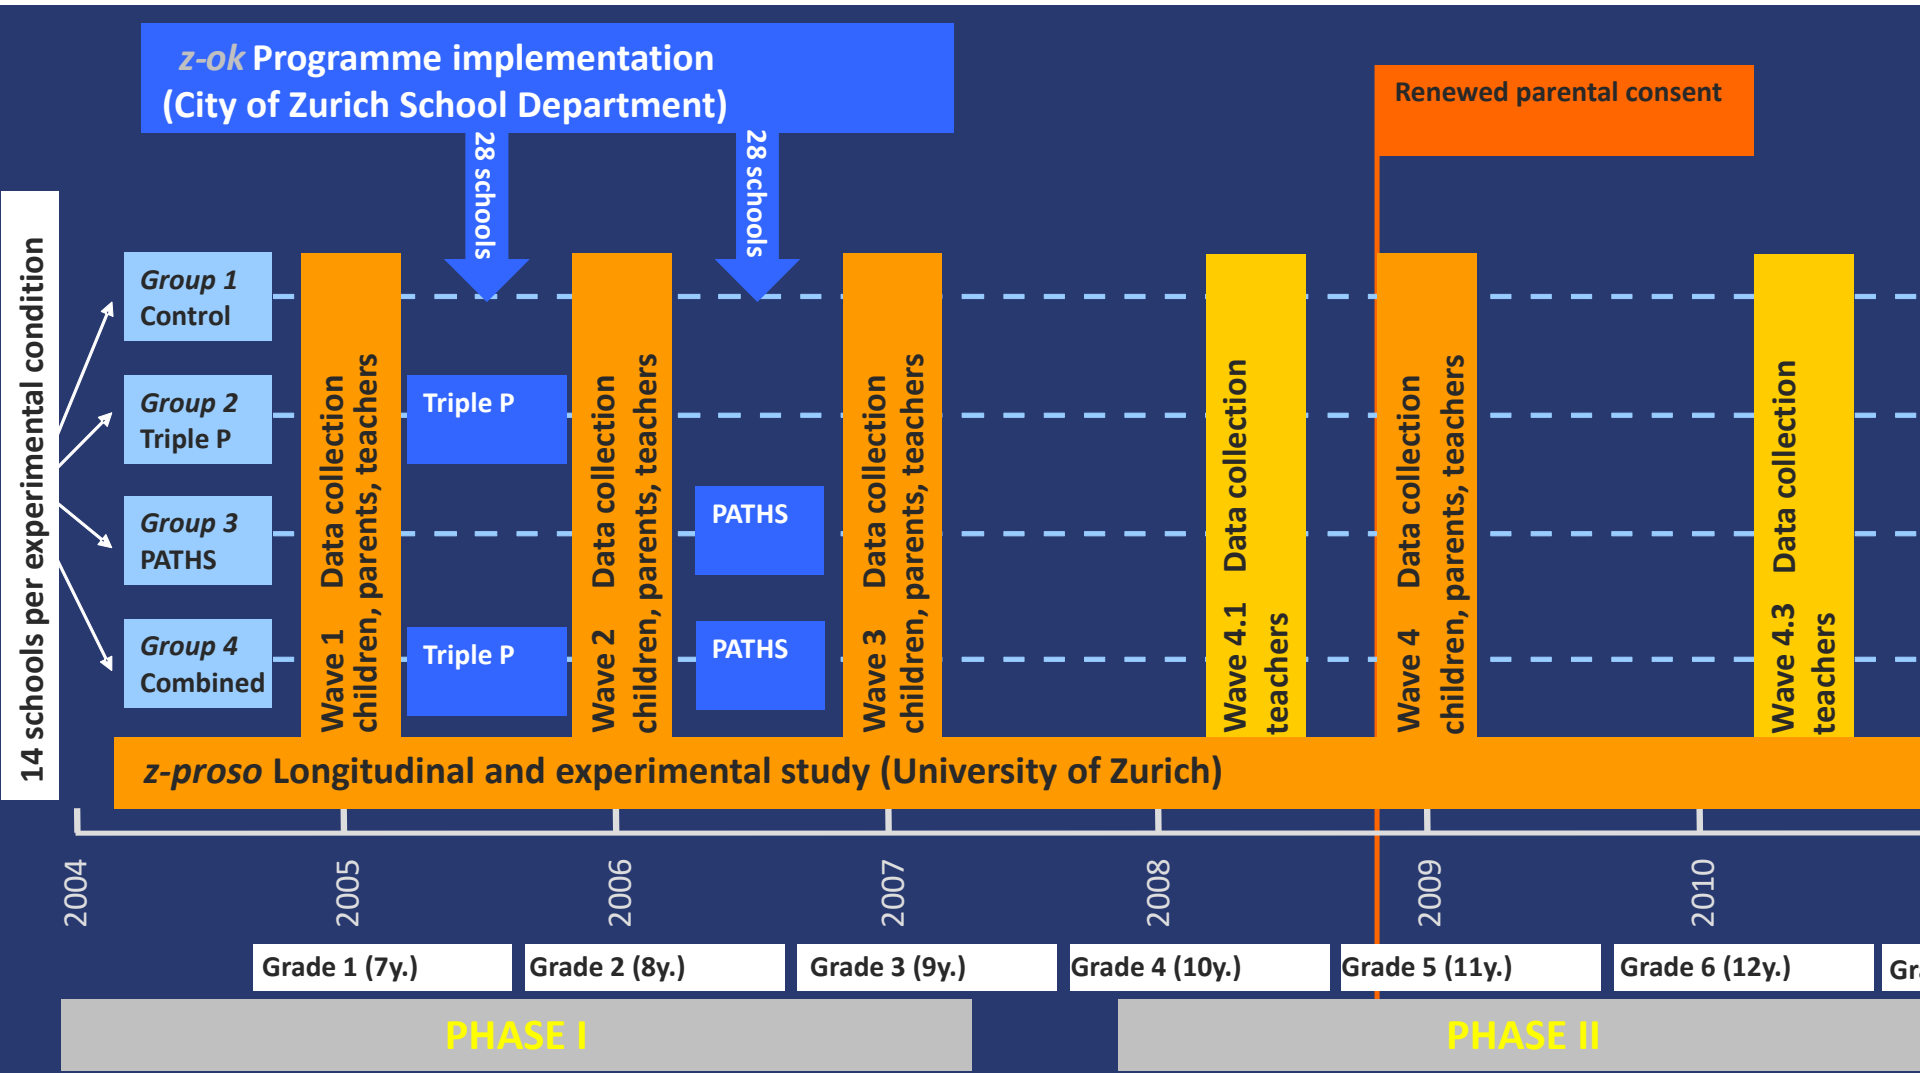 z-ok Programme implementation
(City of Zurich School Department)
Renewed parental consent
28 schools
28 schools
14 schools per experimental condition
Group 1
Control
Group 2
Triple P
Group 3
PATHS
Group 4
Combined
Wave 1 Data collection
children, parents, teachers
Triple P
Triple P
Wave 2 Data collection
children, parents, teachers
PATHS
PATHS
Wave 3 Data collection
children, parents, teachers
Wave 4.1 Data collection
teachers
Wave 4 Data collection
children, parents, teachers
Wave 4.3 Data collection
teachers
z-proso Longitudinal and experimental study (University of Zurich)
2004
2005
2006
2007
2008
2009
2010
Grade 1 (7y.)
Grade 2 (8y.)
Grade 3 (9y.)
Grade 4 (10y.)
Grade 5 (11y.)
Grade 6 (12y.)
PHASE I
PHASE II